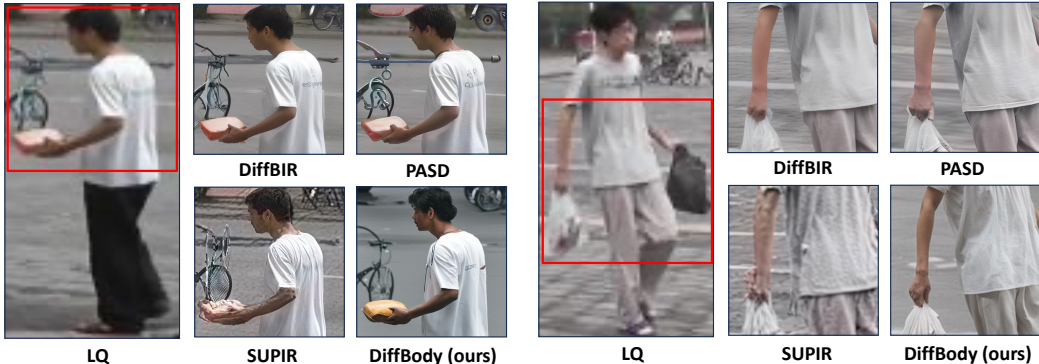 DiffBIR
PASD
LQ
SUPIR
DiffBody (ours)
DiffBIR
PASD
LQ
SUPIR
DiffBody (ours)